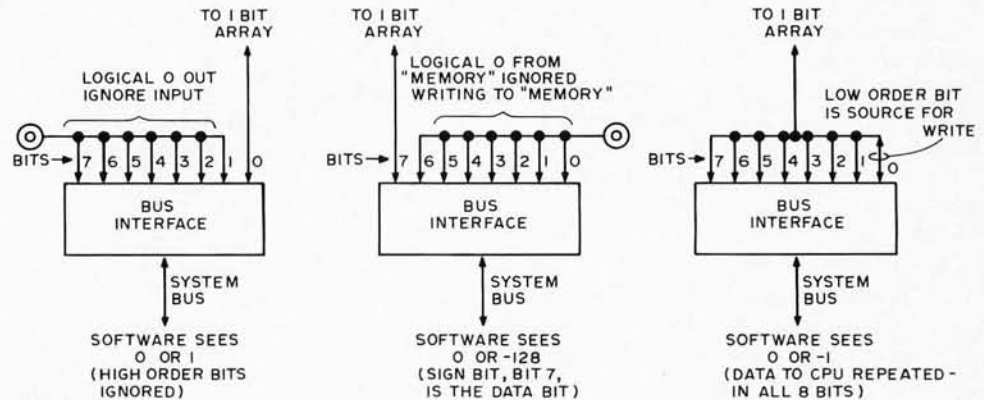 TO 1 BIT
ARRAY
LOGICAL 0 OUT
IGNORE INPUT
BITS
7 6 5 4 3 2 1 0
BUS
INTERFACE
SYSTEM
BUS
SOFTWARE SEES
0 OR 1
(HIGH ORDER BITS
IGNORED)
TO 1 BIT
ARRAY
LOGICAL 0 FROM
"MEMORY" IGNORED
WRITING TO "MEMORY"
BITS
7 6 5 4 3 2 1 0
BUS
INTERFACE
SYSTEM
BUS
SOFTWARE SEES
0 OR -128
(SIGN BIT, BIT 7,
IS THE DATA BIT)
TO 1 BIT
ARRAY
LOW ORDER BIT
IS SOURCE FOR
WRITE
BITS
7 6 5 4 3 2 1 0
BUS
INTERFACE
SYSTEM
BUS
SOFTWARE SEES
0 OR -1
(DATA TO CPU REPEATED -
IN ALL 8 BITS)